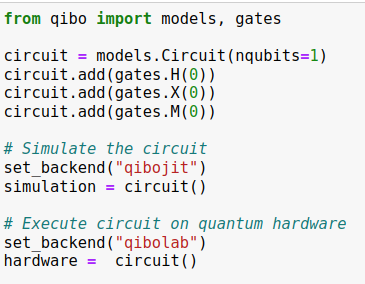 from qibo import models, gates
circuit = models.Circuit(nqubits=1)
circuit.add(gates.H(0))
circuit.add(gates.X(0))
circuit.add(gates.M(0))
# Simulate the circuit
set_backend("qibojit")
simulation = circuit()
# Execute circuit on quantum hardware
set_backend("qibolab")
hardware =  circuit()